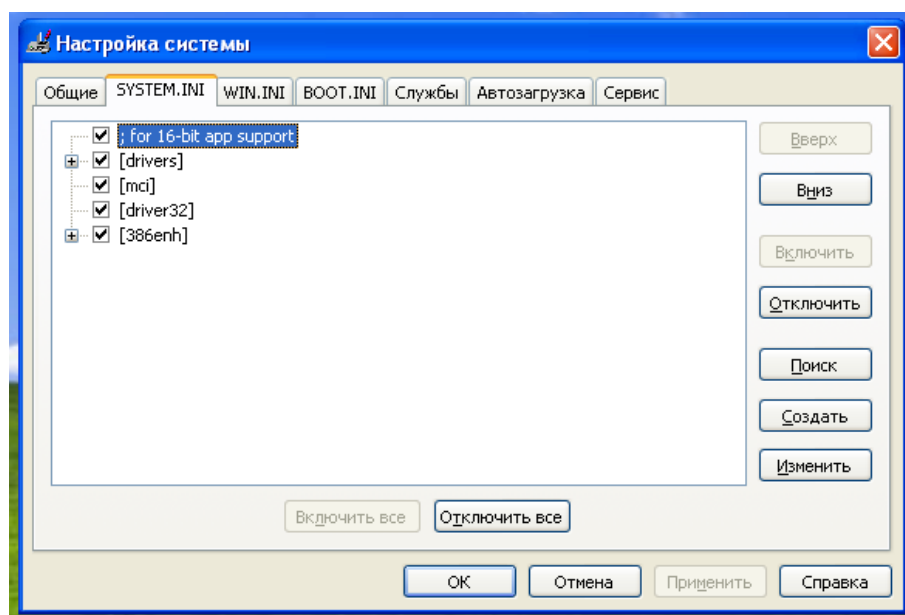 Настройка системы
Общие SYSTEM.INI WIN.INI BOOT.INI Службы Автозагрузка Сервис
; for 16-bit app support
[drivers]
[mci]
[driver32]
[386enh]
Вверх
Вниз
Включить
Отключить
Поиск
Создать
Изменить
Включить все Отключить все
ОК Отмена Применить Справка